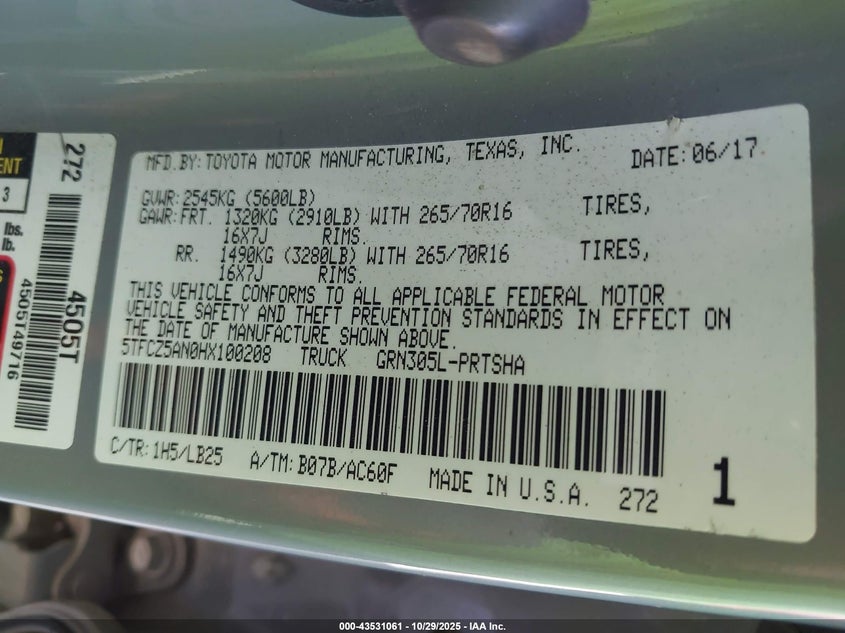 MFD.BY:TOYOTA MOTOR MANUFACTURING, TEXAS, INC. DATE:06/17
GVWR:2545KG (5600LB)
GAWR:FRT. 1320KG (2910LB) WITH 265/70R16 TIRES,
16X7J RIMS.
RR. 1490KG (3280LB) WITH 265/70R16 TIRES,
16X7J RIMS.
THIS VEHICLE CONFORMS TO ALL APPLICABLE FEDERAL MOTOR
VEHICLE SAFETY AND THEFT PREVENTION STANDARDS IN EFFECT ON
THE DATE OF MANUFACTURE SHOWN ABOVE.
5TFCZ5AN0HX100208 TRUCK GRN305L-PRTSHA
C/TR:1H5/LB25 A/TM:B07B/AC60F MADE IN U.S.A. 272 1
272 4505T
4505T49716
3
lbs.
lb.
000-43531061 | 10/29/2025 - IAA Inc.